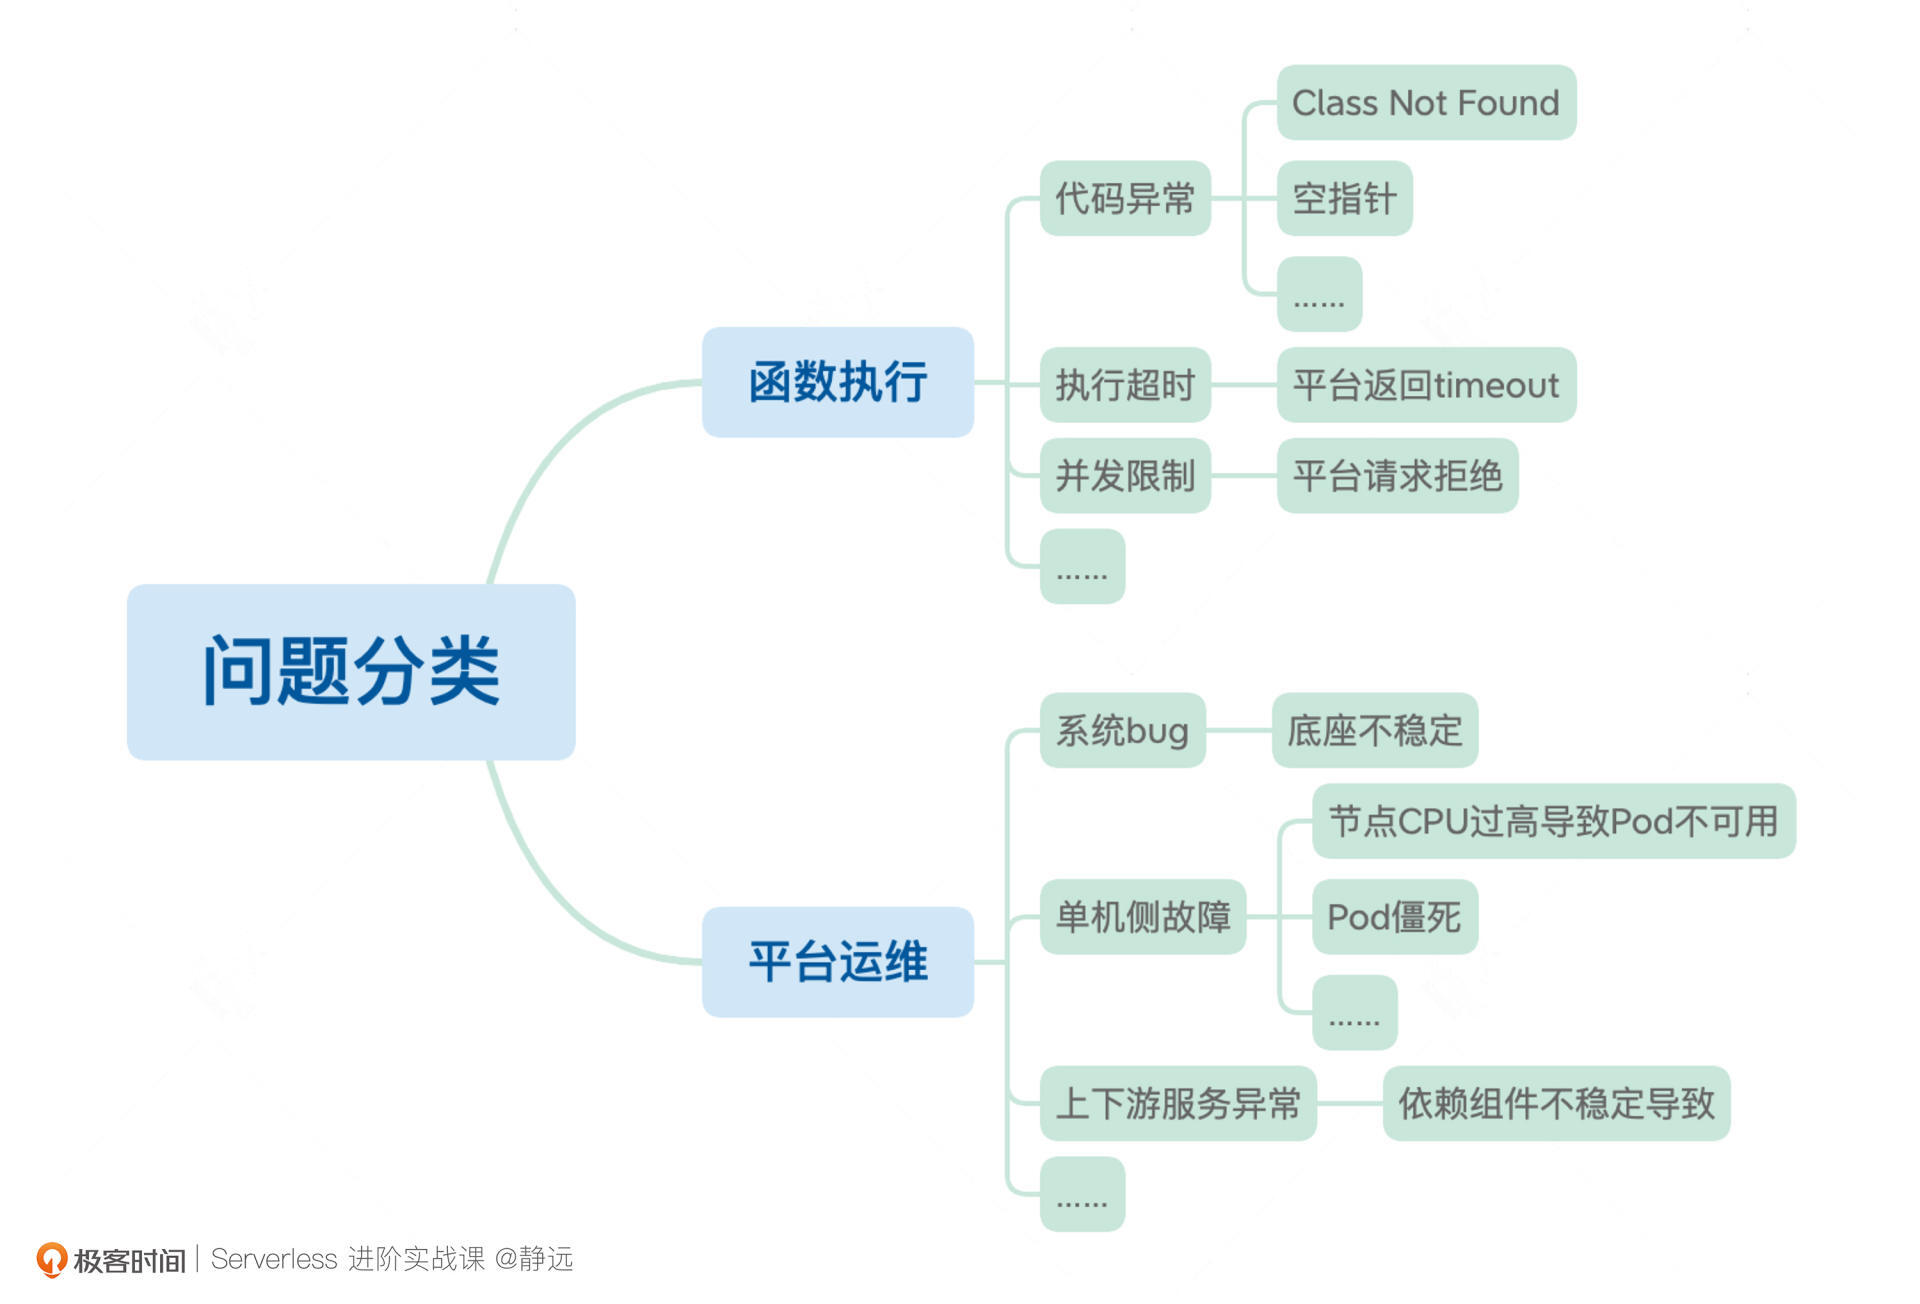 问题分类
函数执行
代码异常
Class Not Found
空指针
......
执行超时
平台返回timeout
并发限制
平台请求拒绝
......
平台运维
系统bug
底座不稳定
单机侧故障
节点CPU过高导致Pod不可用
Pod僵死
......
上下游服务异常
依赖组件不稳定导致
......
极客时间 | Serverless 进阶实战课 @静远